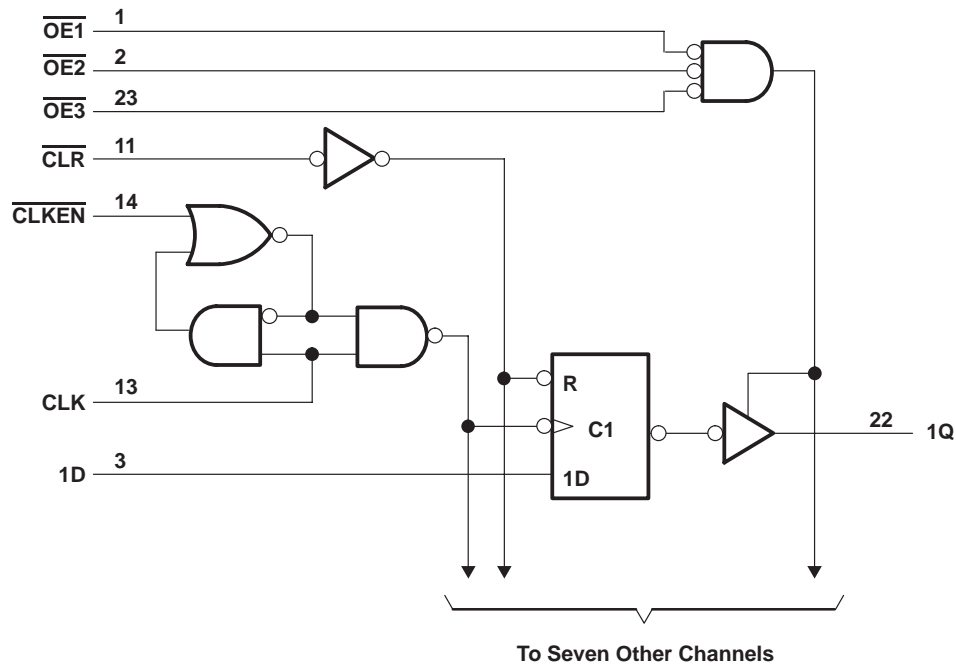 OE1 1
OE2 2
OE3 23
CLR 11
CLKEN 14
CLK 13
1D 3
R
C1
1D
22 1Q
To Seven Other Channels